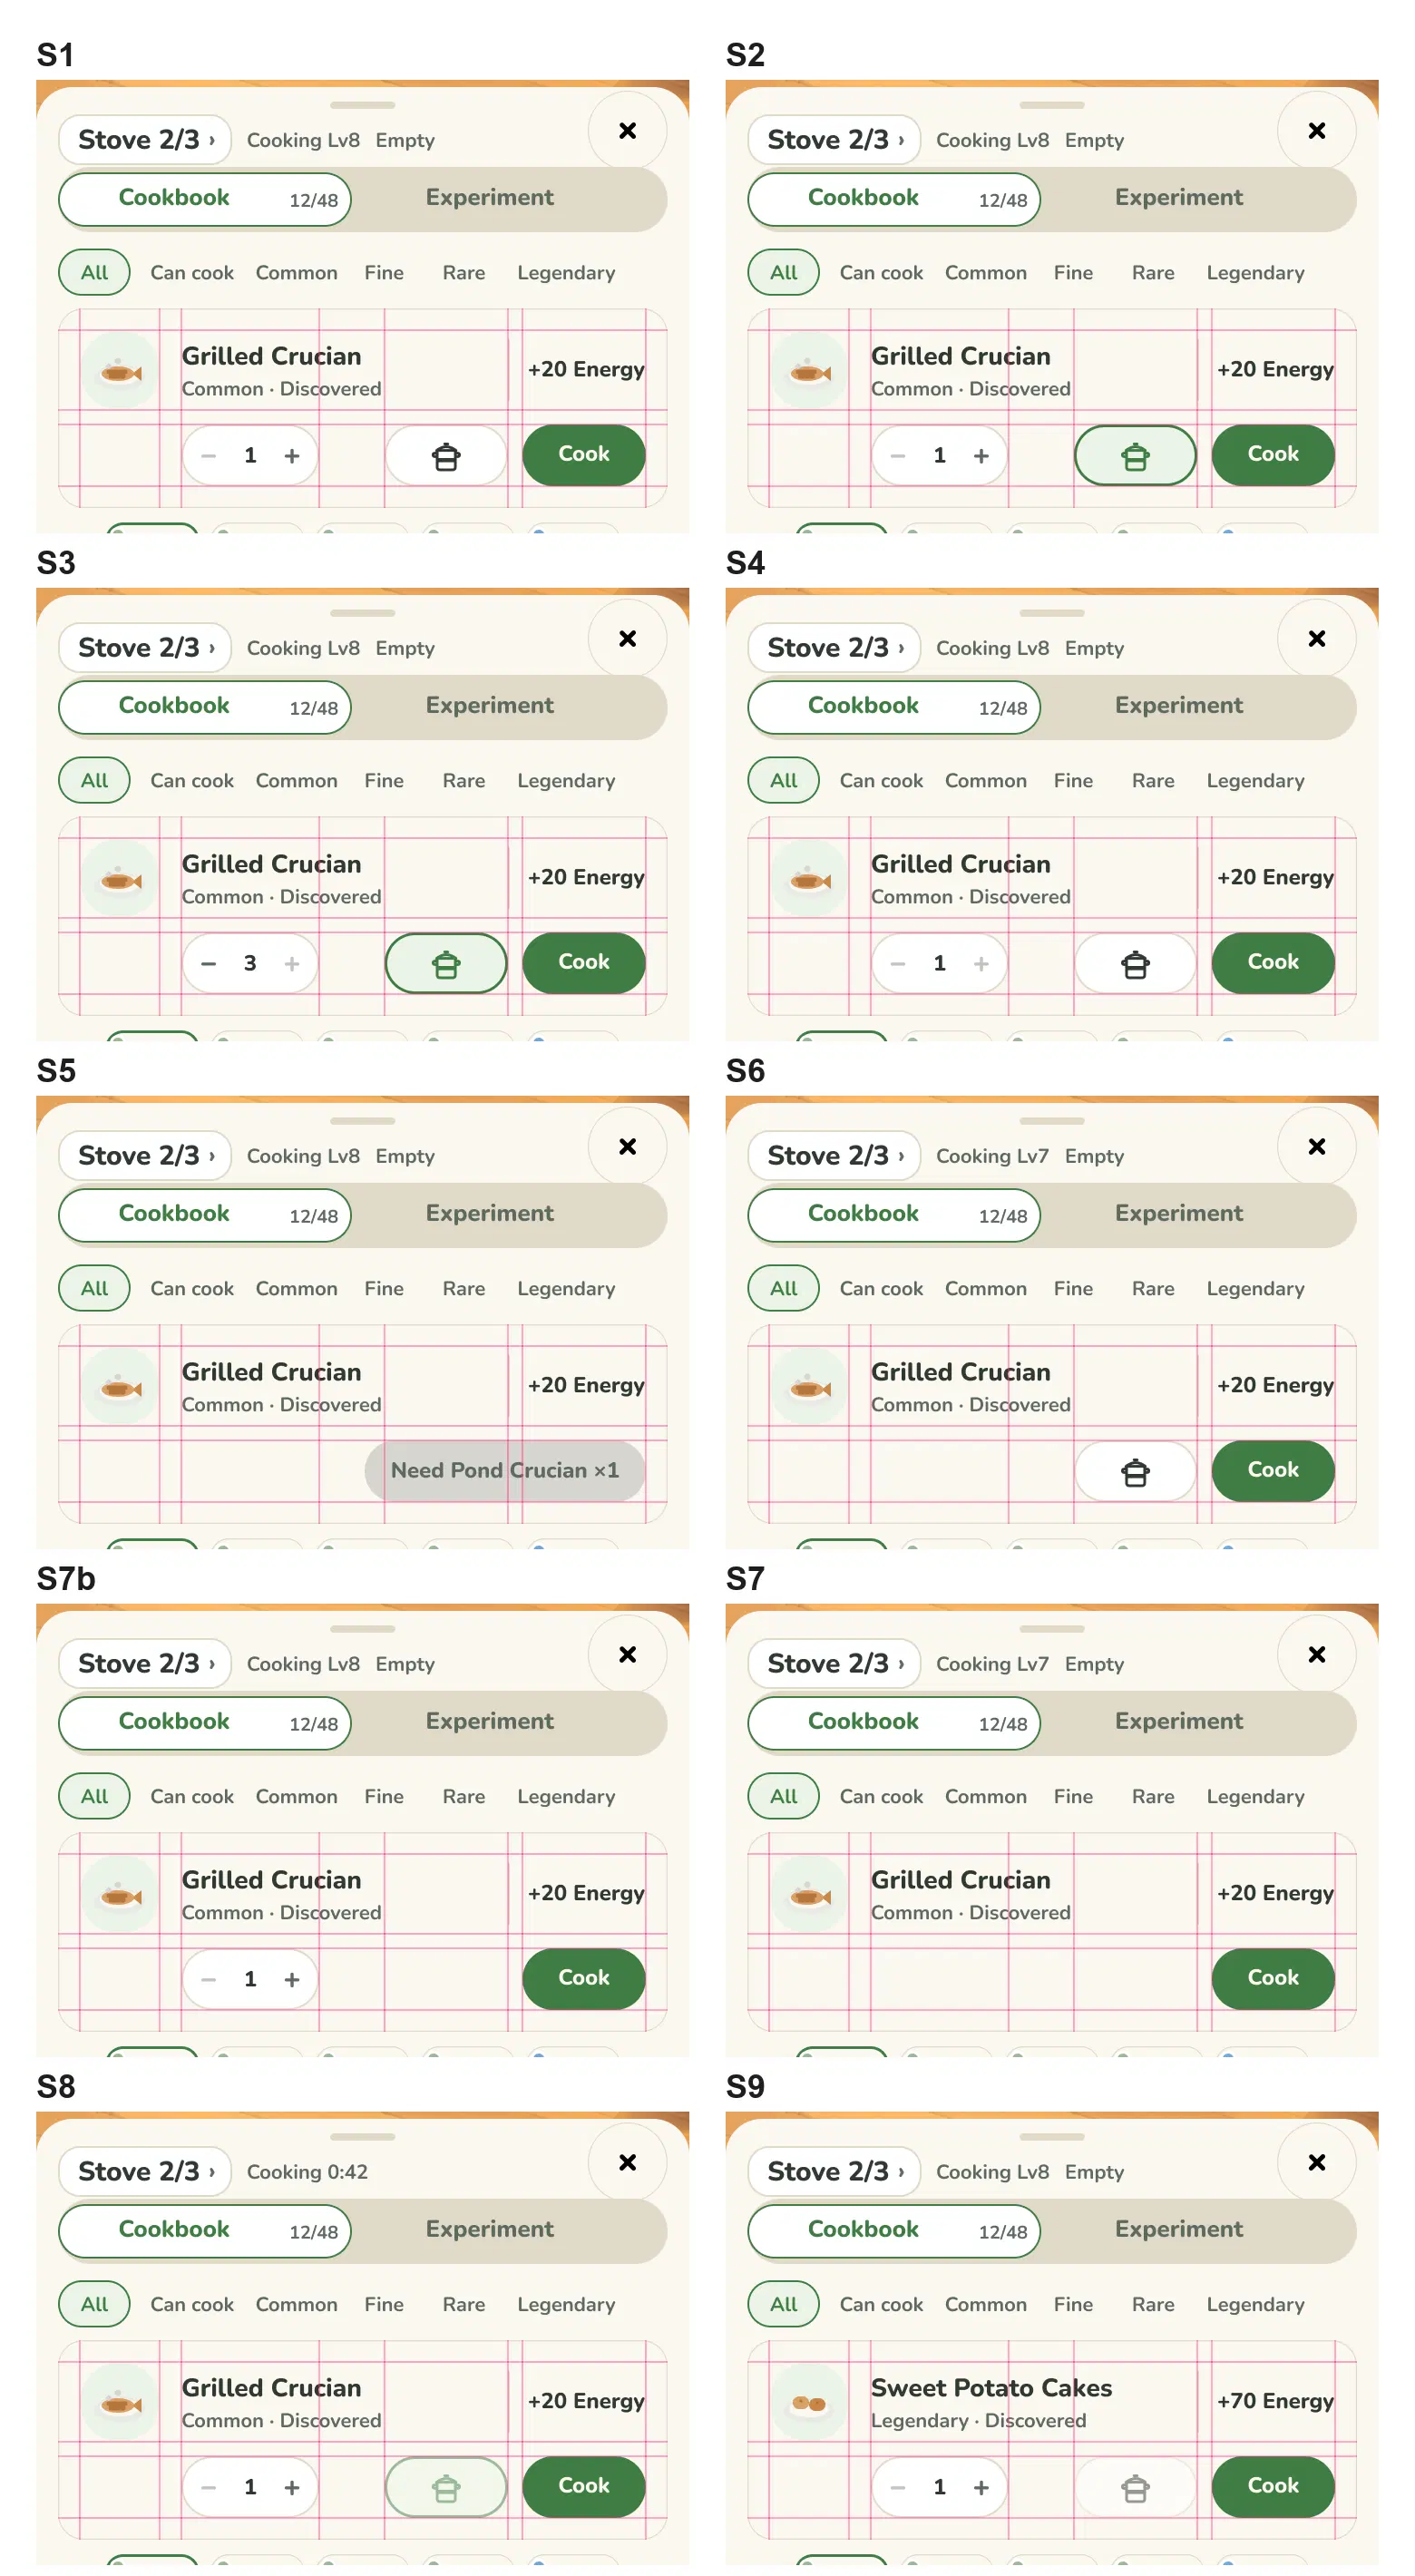 S1
Stove 2/3 › Cooking Lv8 Empty
Cookbook 12/48 Experiment
All Can cook Common Fine Rare Legendary
Grilled Crucian
Common · Discovered
+20 Energy
− 1 + Cook
S2
Stove 2/3 › Cooking Lv8 Empty
Cookbook 12/48 Experiment
All Can cook Common Fine Rare Legendary
Grilled Crucian
Common · Discovered
+20 Energy
− 1 + Cook
S3
Stove 2/3 › Cooking Lv8 Empty
Cookbook 12/48 Experiment
All Can cook Common Fine Rare Legendary
Grilled Crucian
Common · Discovered
+20 Energy
− 3 + Cook
S4
Stove 2/3 › Cooking Lv8 Empty
Cookbook 12/48 Experiment
All Can cook Common Fine Rare Legendary
Grilled Crucian
Common · Discovered
+20 Energy
− 1 + Cook
S5
Stove 2/3 › Cooking Lv8 Empty
Cookbook 12/48 Experiment
All Can cook Common Fine Rare Legendary
Grilled Crucian
Common · Discovered
+20 Energy
Need Pond Crucian ×1
S6
Stove 2/3 › Cooking Lv7 Empty
Cookbook 12/48 Experiment
All Can cook Common Fine Rare Legendary
Grilled Crucian
Common · Discovered
+20 Energy
Cook
S7b
Stove 2/3 › Cooking Lv8 Empty
Cookbook 12/48 Experiment
All Can cook Common Fine Rare Legendary
Grilled Crucian
Common · Discovered
+20 Energy
− 1 + Cook
S7
Stove 2/3 › Cooking Lv7 Empty
Cookbook 12/48 Experiment
All Can cook Common Fine Rare Legendary
Grilled Crucian
Common · Discovered
+20 Energy
Cook
S8
Stove 2/3 › Cooking 0:42
Cookbook 12/48 Experiment
All Can cook Common Fine Rare Legendary
Grilled Crucian
Common · Discovered
+20 Energy
− 1 + Cook
S9
Stove 2/3 › Cooking Lv8 Empty
Cookbook 12/48 Experiment
All Can cook Common Fine Rare Legendary
Sweet Potato Cakes
Legendary · Discovered
+70 Energy
− 1 + Cook